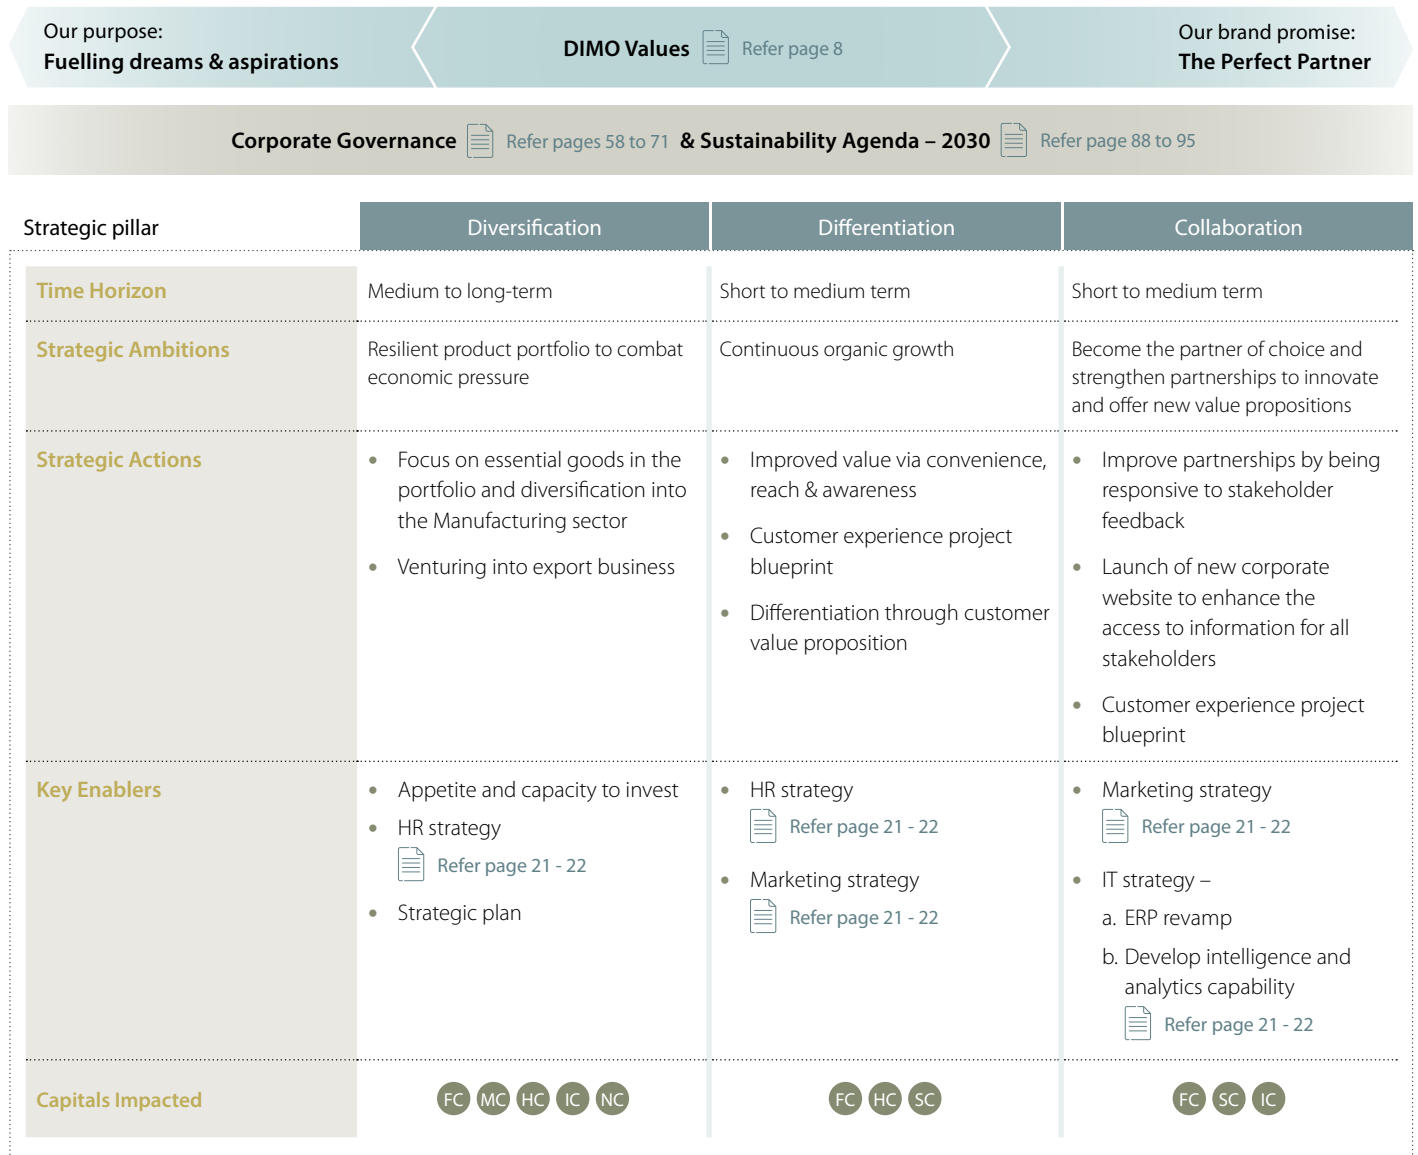 Our purpose:
Fuelling dreams & aspirations
DIMO Values Refer page 8
Our brand promise:
The Perfect Partner
Corporate Governance Refer pages 58 to 71 & Sustainability Agenda – 2030 Refer page 88 to 95
Strategic pillar
Diversification
Differentiation
Collaboration
Time Horizon
Medium to long-term
Short to medium term
Short to medium term
Strategic Ambitions
Resilient product portfolio to combat
economic pressure
Continuous organic growth
Become the partner of choice and
strengthen partnerships to innovate
and offer new value propositions
Strategic Actions
• Focus on essential goods in the
portfolio and diversification into
the Manufacturing sector
• Venturing into export business
• Improved value via convenience,
reach & awareness
• Customer experience project
blueprint
• Differentiation through customer
value proposition
• Improve partnerships by being
responsive to stakeholder
feedback
• Launch of new corporate
website to enhance the
access to information for all
stakeholders
• Customer experience project
blueprint
Key Enablers
• Appetite and capacity to invest
• HR strategy
Refer page 21 - 22
• Strategic plan
• HR strategy
Refer page 21 - 22
• Marketing strategy
Refer page 21 - 22
• Marketing strategy
Refer page 21 - 22
• IT strategy –
a. ERP revamp
b. Develop intelligence and
analytics capability
Refer page 21 - 22
Capitals Impacted
FC MC HC IC NC
FC HC SC
FC SC IC